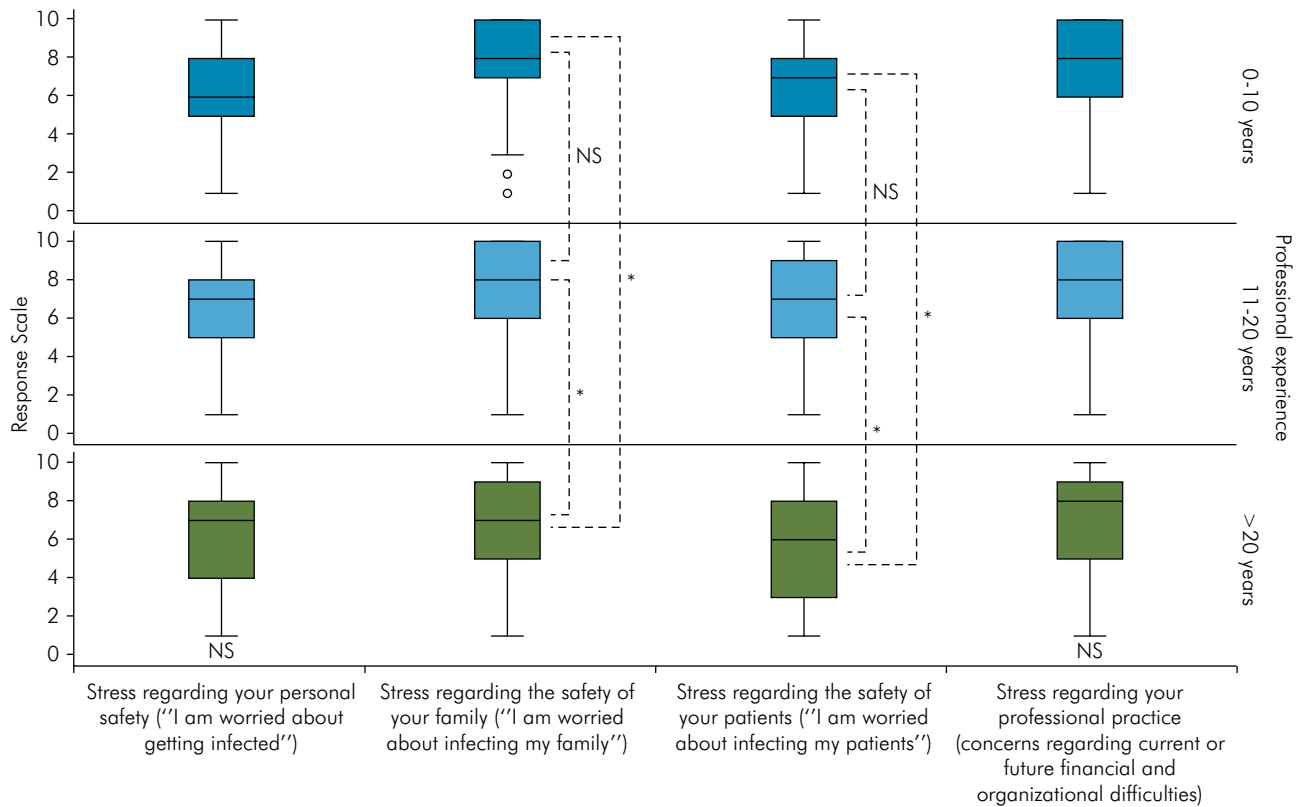 10
8
6
4
2
0
NS
NS
0-10 years
10
8
6
4
2
0
*
*
*
*
11-20 years
10
8
6
4
2
0
NS
NS
>20 years
Response Scale
Professional experience
Stress regarding your personal
safety (''I am worried about
getting infected'')
Stress regarding the safety of
your family (''I am worried
about infecting my family'')
Stress regarding the safety of
your patients (''I am worried
about infecting my patients'')
Stress regarding your
professional practice
(concerns regarding current or
future financial and
organizational difficulties)